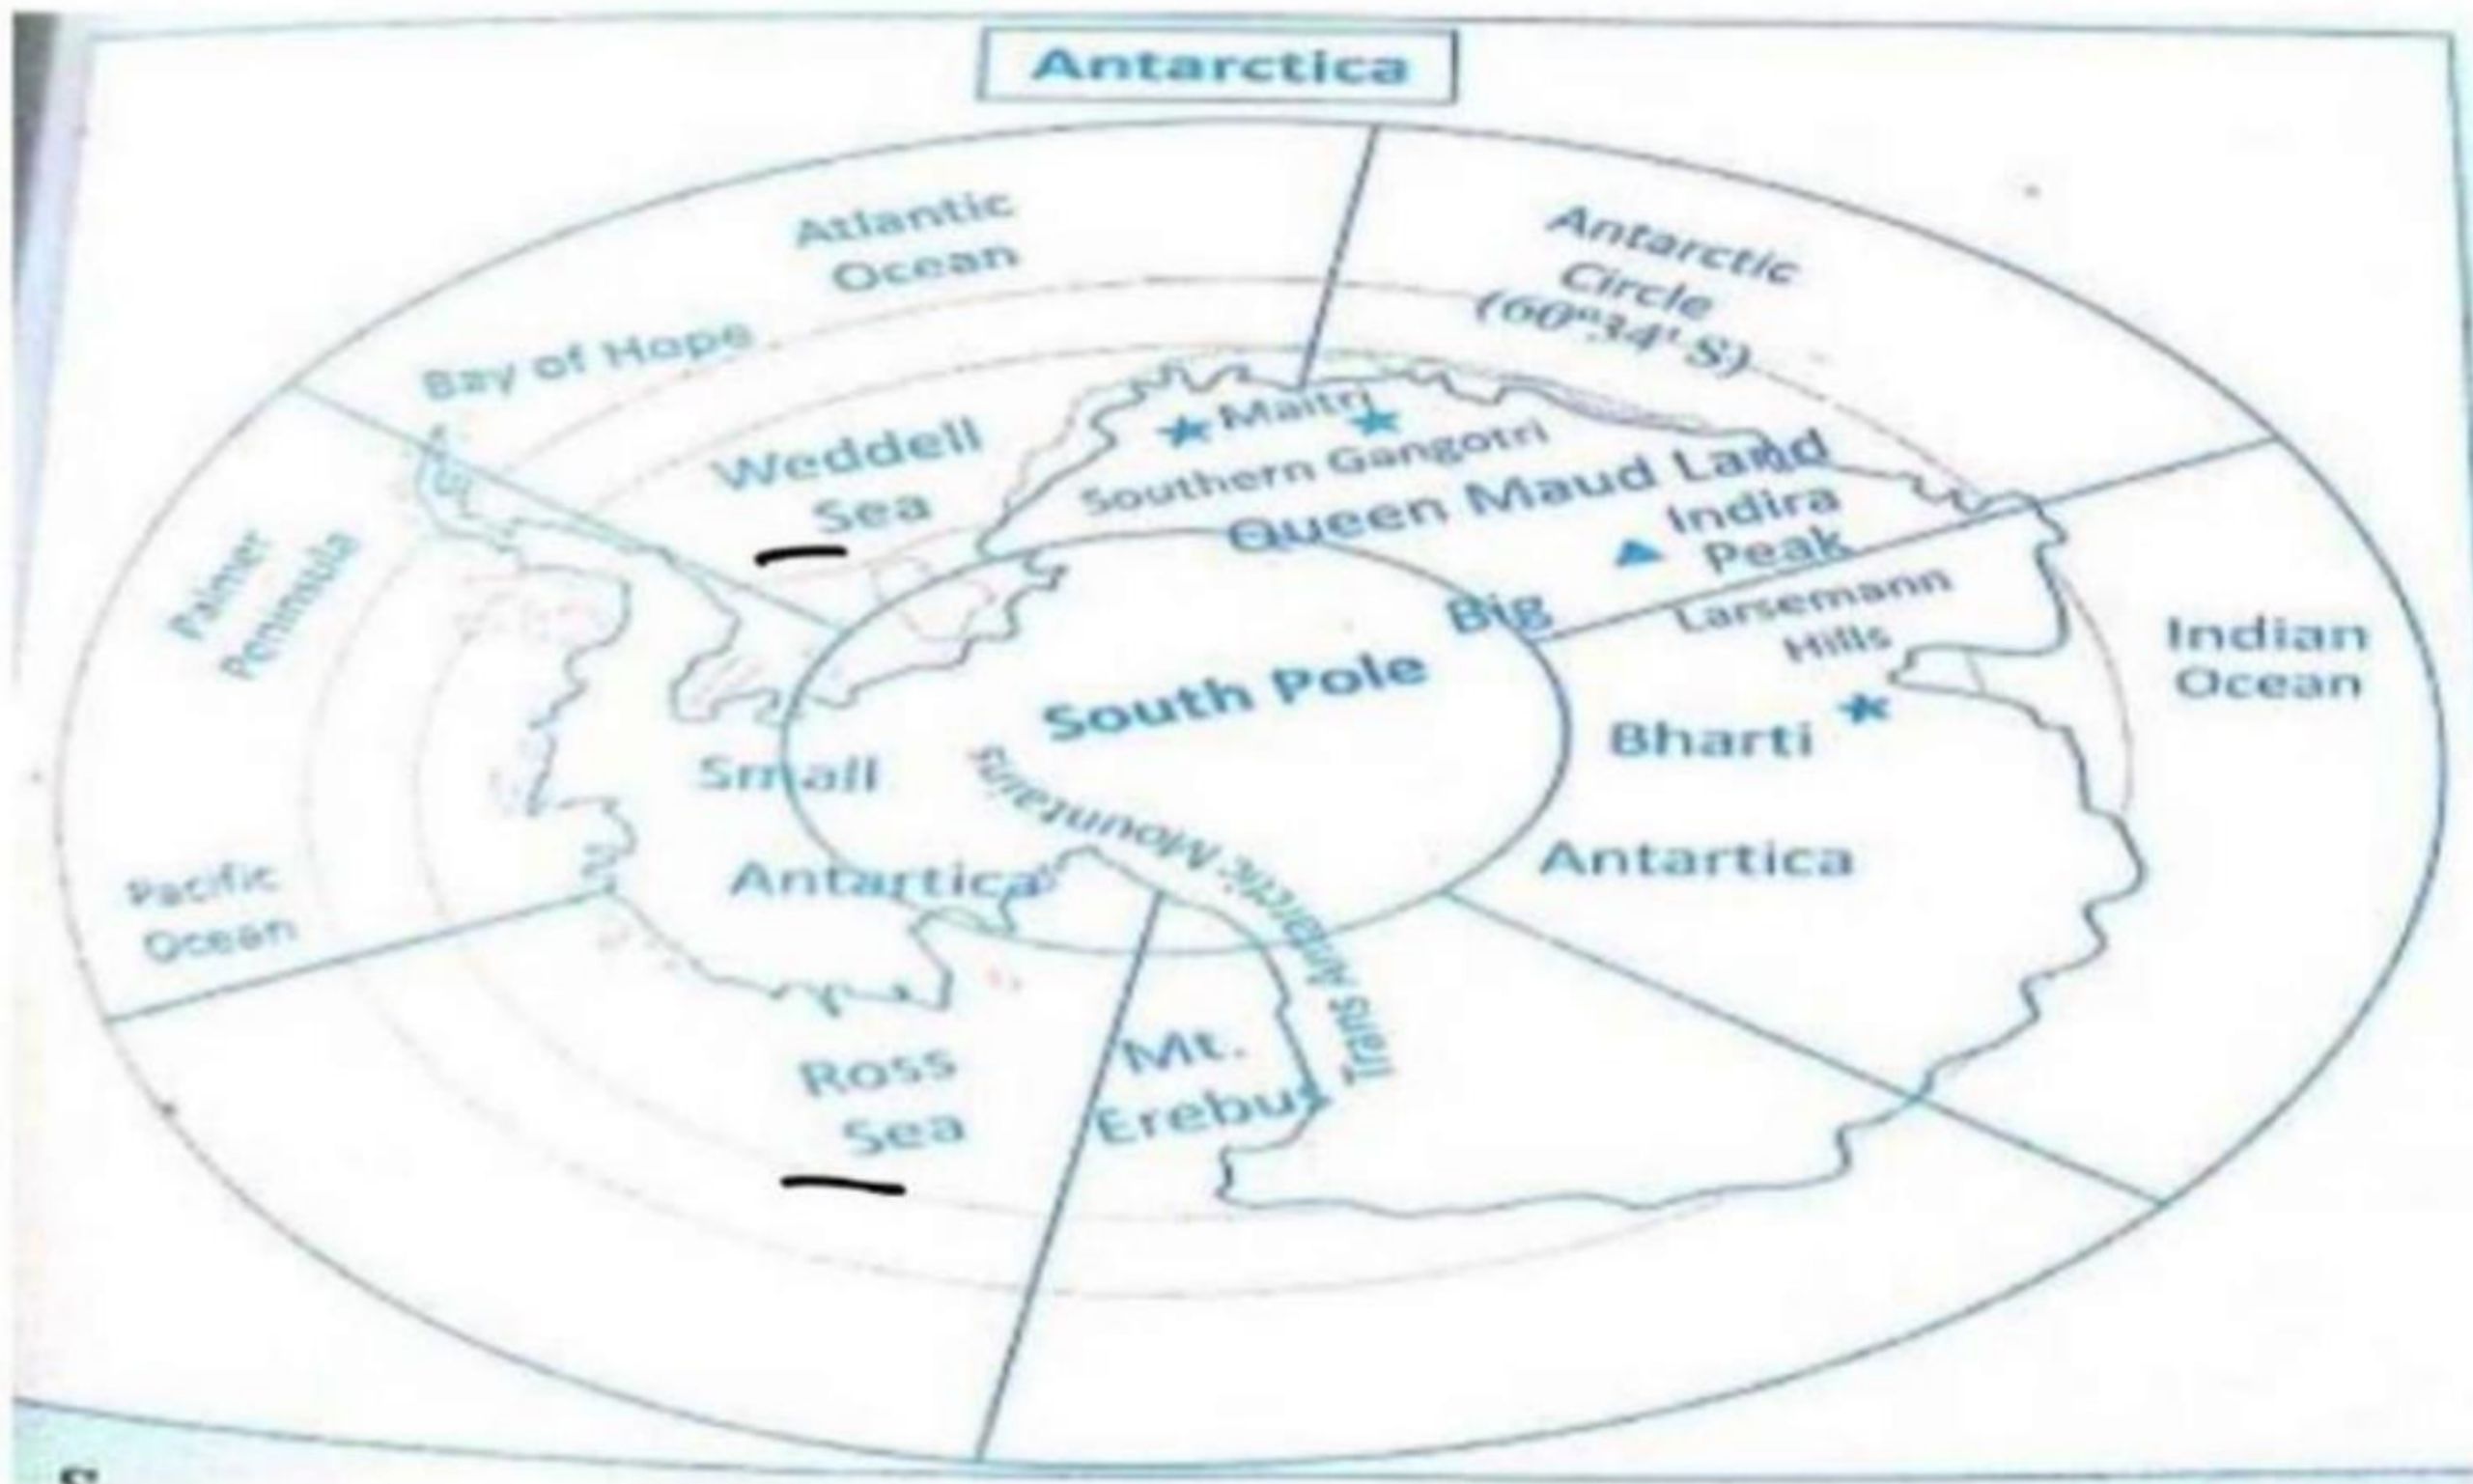 Antarctica
Atlantic
Ocean
Antarctic
Circle
(60°34' S)
Bay of Hope
Maitri
Weddell
Sea
Southern Gangotri
Queen Maud Land
Indira
Peak
Palmer
Peninsula
Big
Larsemann
Hills
Indian
Ocean
South Pole
Bharti
Small
Antartica
Trans Antarctic Mountains
Antartica
Pacific
Ocean
Ross
Sea
Mt.
Erebus